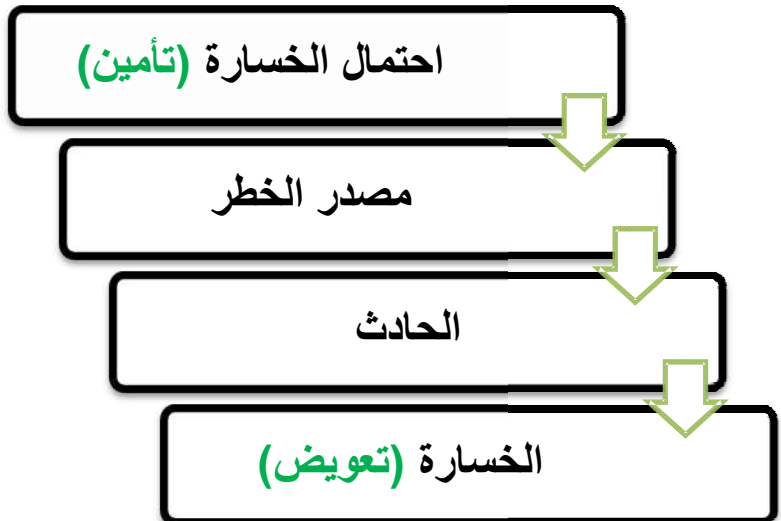 احتمال الخسارة (تأمين)
مصدر الخطر
الحادث
الخسارة (تعويض)